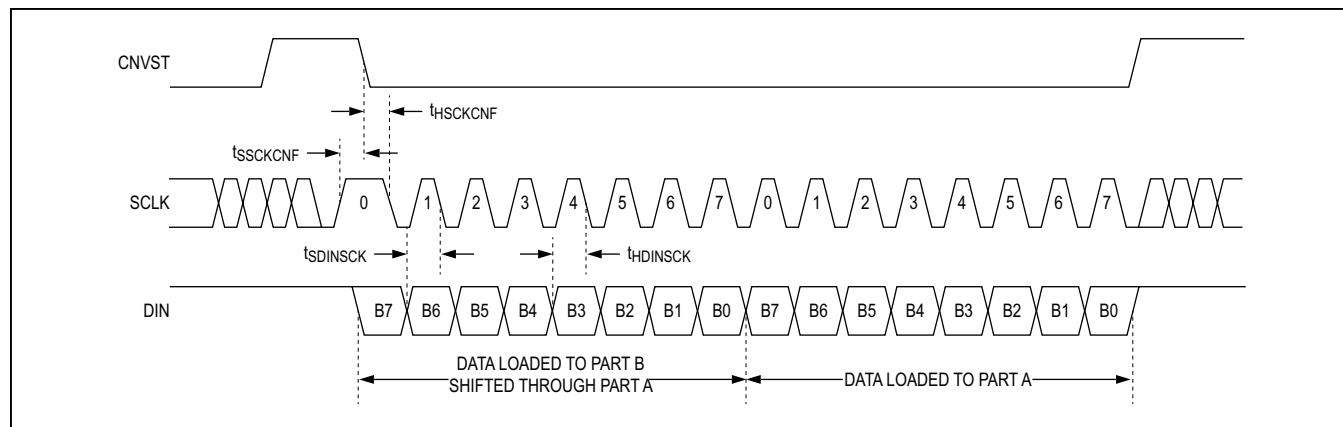 CNVST
tHSCKCNF
tSSCKCNF
SCLK 0 1 2 3 4 5 6 7 0 1 2 3 4 5 6 7
tSDINSCK tHDINSCK
DIN B7 B6 B5 B4 B3 B2 B1 B0 B7 B6 B5 B4 B3 B2 B1 B0
DATA LOADED TO PART B
SHIFTED THROUGH PART A
DATA LOADED TO PART A